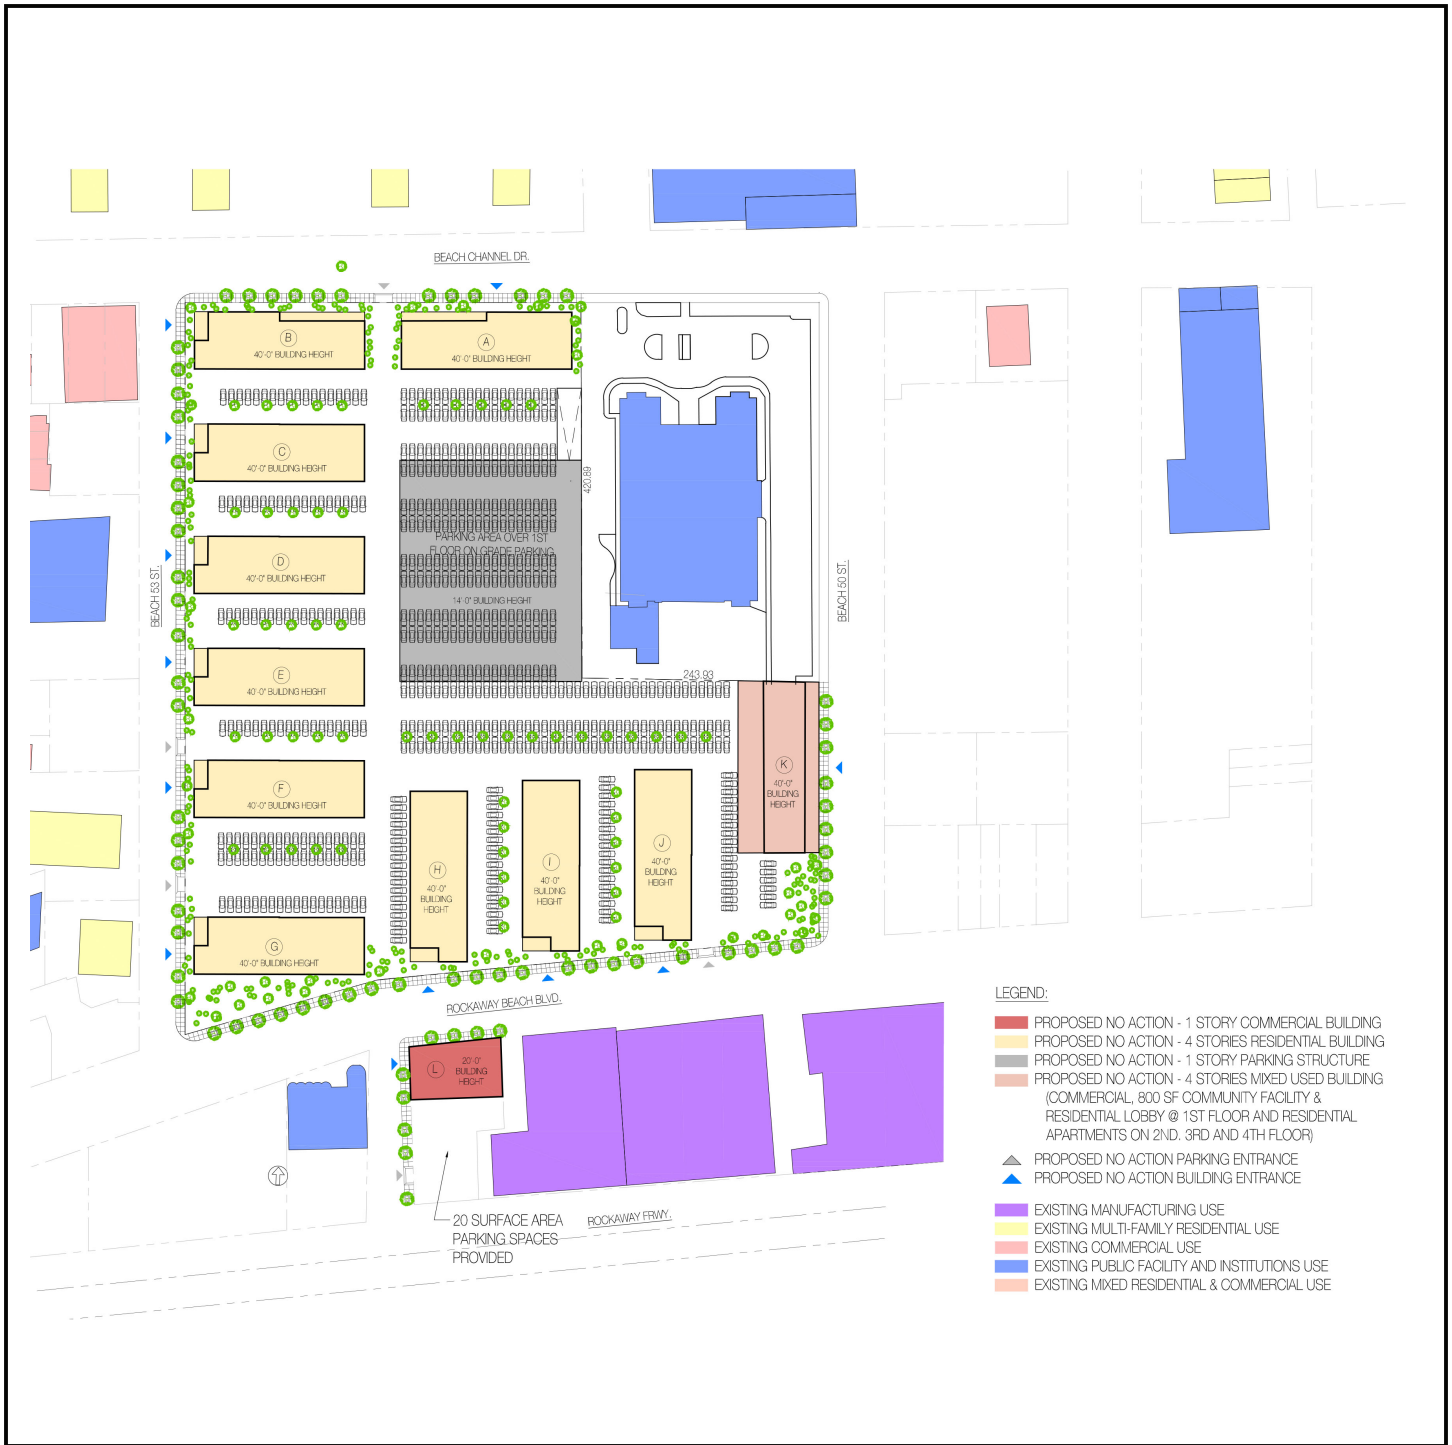 BEACH CHANNEL DR.
B
40'-0" BUILDING HEIGHT
A
40'-0" BUILDING HEIGHT
C
40'-0" BUILDING HEIGHT
420.89
PARKING AREA OVER 1ST
FLOOR ON GRADE PARKING
14'-0" BUILDING HEIGHT
D
40'-0" BUILDING HEIGHT
BEACH 53 ST.
BEACH 50 ST.
E
40'-0" BUILDING HEIGHT
243.93
F
40'-0" BUILDING HEIGHT
K
40'-0"
BUILDING
HEIGHT
H
40'-0"
BUILDING
HEIGHT
I
40'-0"
BUILDING
HEIGHT
J
40'-0"
BUILDING
HEIGHT
G
40'-0" BUILDING HEIGHT
ROCKAWAY BEACH BLVD.
L
20'-0"
BUILDING
HEIGHT
20 SURFACE AREA
PARKING SPACES
PROVIDED
ROCKAWAY FRWY.
LEGEND:
PROPOSED NO ACTION - 1 STORY COMMERCIAL BUILDING
PROPOSED NO ACTION - 4 STORIES RESIDENTIAL BUILDING
PROPOSED NO ACTION - 1 STORY PARKING STRUCTURE
PROPOSED NO ACTION - 4 STORIES MIXED USED BUILDING
(COMMERCIAL, 800 SF COMMUNITY FACILITY &
RESIDENTIAL LOBBY @ 1ST FLOOR AND RESIDENTIAL
APARTMENTS ON 2ND. 3RD AND 4TH FLOOR)
PROPOSED NO ACTION PARKING ENTRANCE
PROPOSED NO ACTION BUILDING ENTRANCE
EXISTING MANUFACTURING USE
EXISTING MULTI-FAMILY RESIDENTIAL USE
EXISTING COMMERCIAL USE
EXISTING PUBLIC FACILITY AND INSTITUTIONS USE
EXISTING MIXED RESIDENTIAL & COMMERCIAL USE